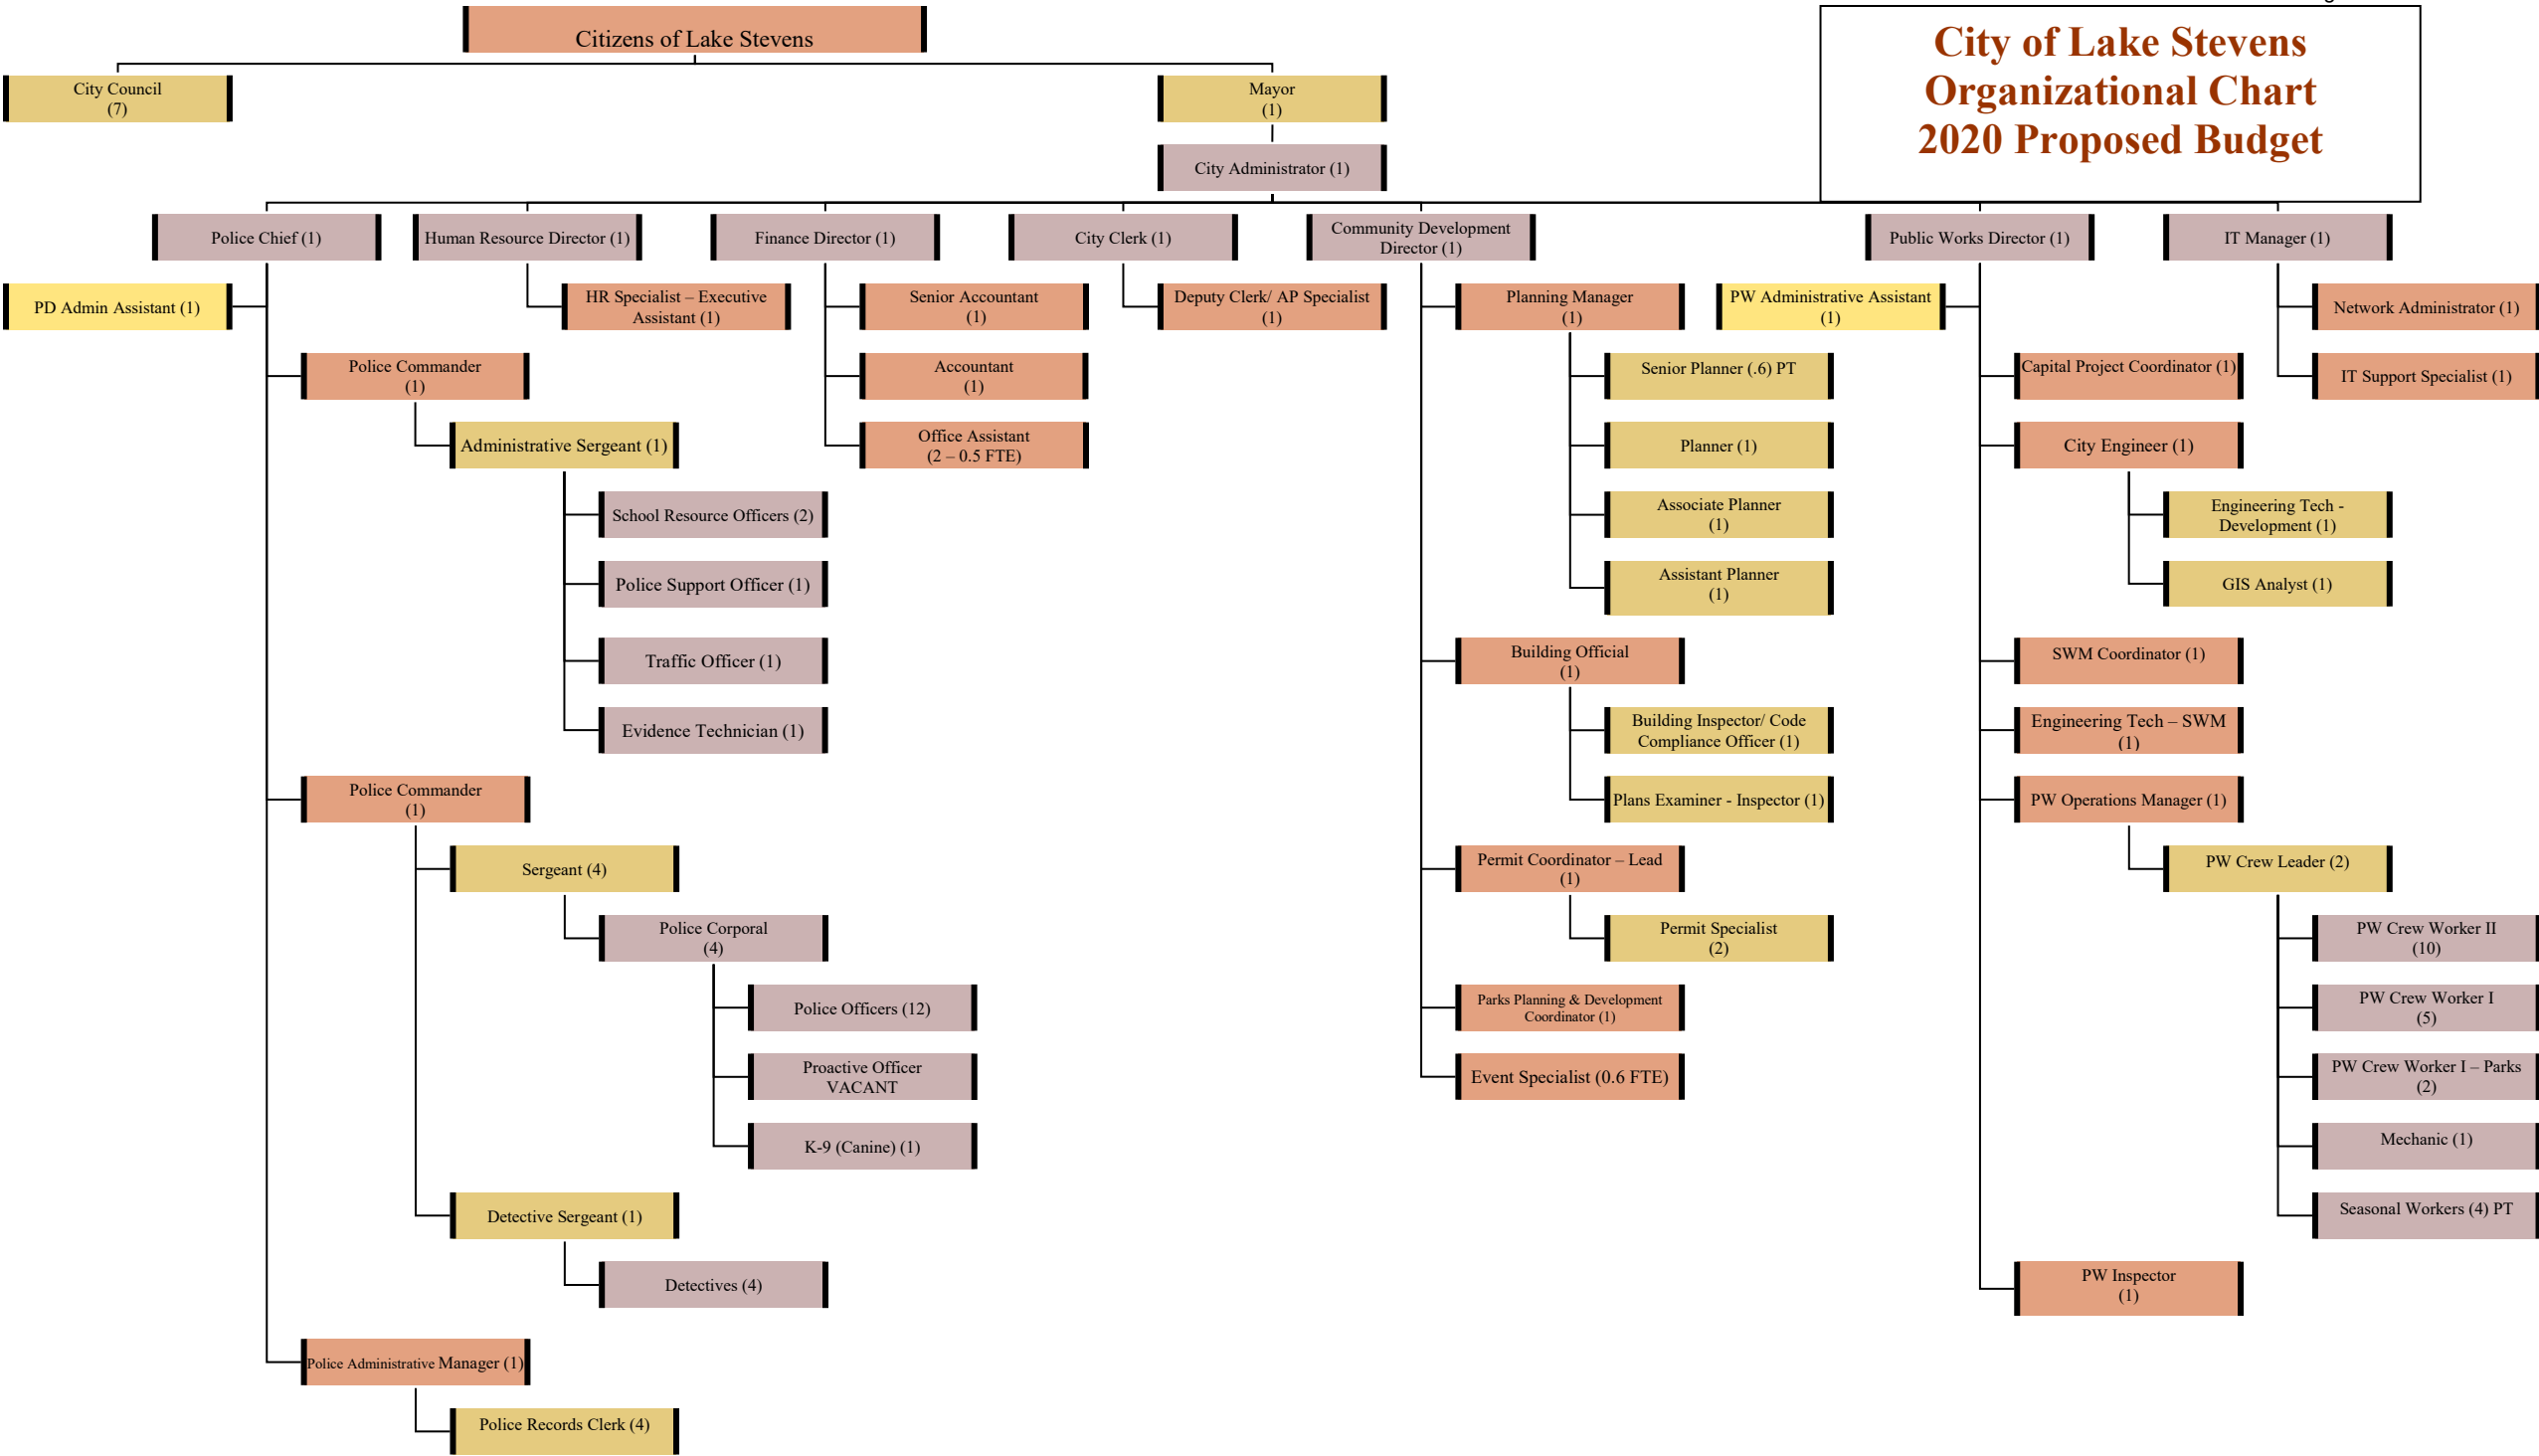 Citizens of Lake Stevens
City of Lake Stevens
Organizational Chart
2020 Proposed Budget
City Council
(7)
Mayor
(1)
City Administrator (1)
Police Chief (1)
Human Resource Director (1)
Finance Director (1)
City Clerk (1)
Community Development
Director (1)
Public Works Director (1)
IT Manager (1)
PD Admin Assistant (1)
Police Commander
(1)
Administrative Sergeant (1)
School Resource Officers (2)
Police Support Officer (1)
Traffic Officer (1)
Evidence Technician (1)
Police Commander
(1)
Sergeant (4)
Police Corporal
(4)
Police Officers (12)
Proactive Officer
VACANT
K-9 (Canine) (1)
Detective Sergeant (1)
Detectives (4)
Police Administrative Manager (1)
Police Records Clerk (4)
HR Specialist – Executive
Assistant (1)
Senior Accountant
(1)
Accountant
(1)
Office Assistant
(2 – 0.5 FTE)
Deputy Clerk/ AP Specialist
(1)
Planning Manager
(1)
Senior Planner (.6) PT
Planner (1)
Associate Planner
(1)
Assistant Planner
(1)
Building Official
(1)
Building Inspector/ Code
Compliance Officer (1)
Plans Examiner - Inspector (1)
Permit Coordinator – Lead
(1)
Permit Specialist
(2)
Parks Planning & Development
Coordinator (1)
Event Specialist (0.6 FTE)
PW Administrative Assistant
(1)
Capital Project Coordinator (1)
City Engineer (1)
Engineering Tech -
Development (1)
GIS Analyst (1)
SWM Coordinator (1)
Engineering Tech – SWM
(1)
PW Operations Manager (1)
PW Crew Leader (2)
PW Crew Worker II
(10)
PW Crew Worker I
(5)
PW Crew Worker I – Parks
(2)
Mechanic (1)
Seasonal Workers (4) PT
PW Inspector
(1)
Network Administrator (1)
IT Support Specialist (1)